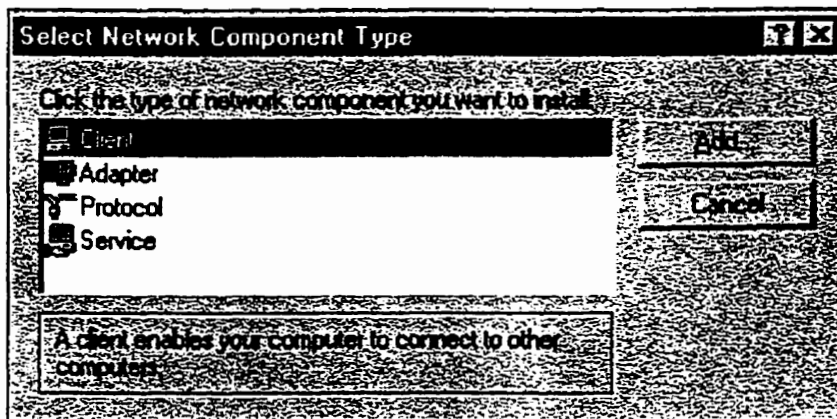 Select Network Component Type
Click the type of network component you want to install:
Client
Adapter
Protocol
Service
Add...
Cancel
A client enables your computer to connect to other
computers.